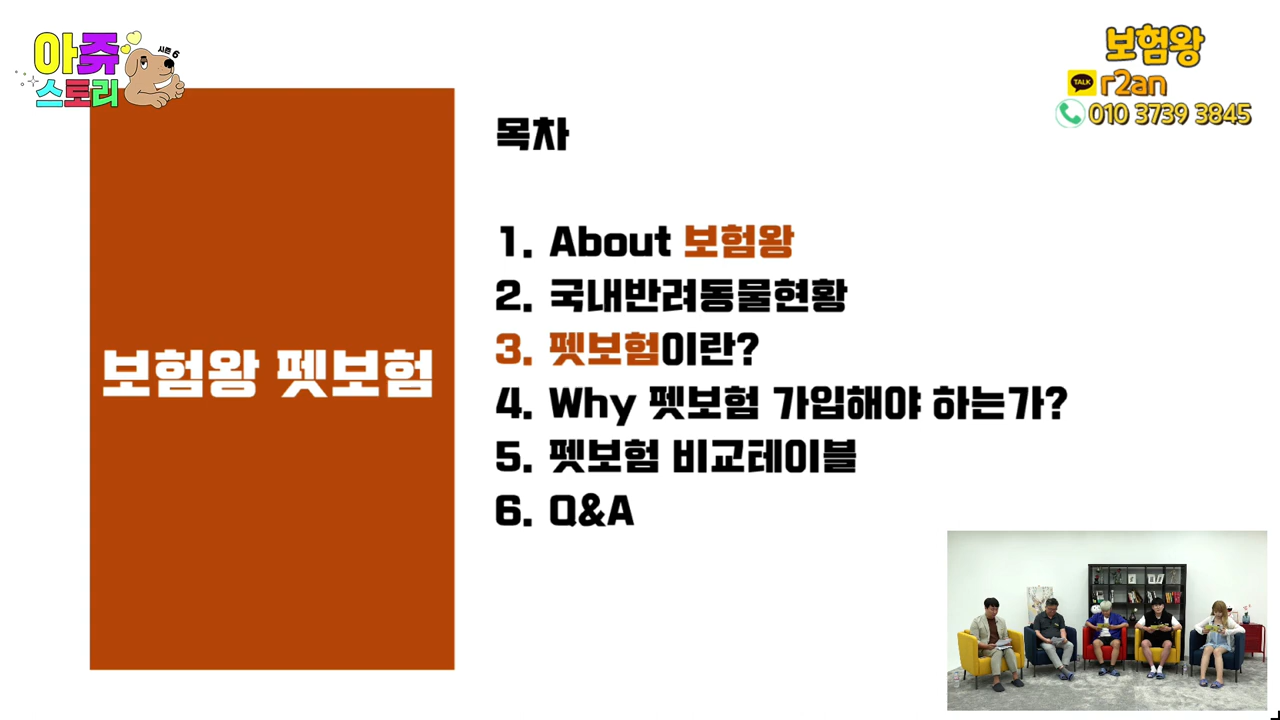 아쥬
스토리
시즌 6
보험왕
TALK r2an
010 3739 3845
보험왕 펫보험
목차
1. About 보험왕
2. 국내반려동물현황
3. 펫보험이란?
4. Why 펫보험 가입해야 하는가?
5. 펫보험 비교테이블
6. Q&A